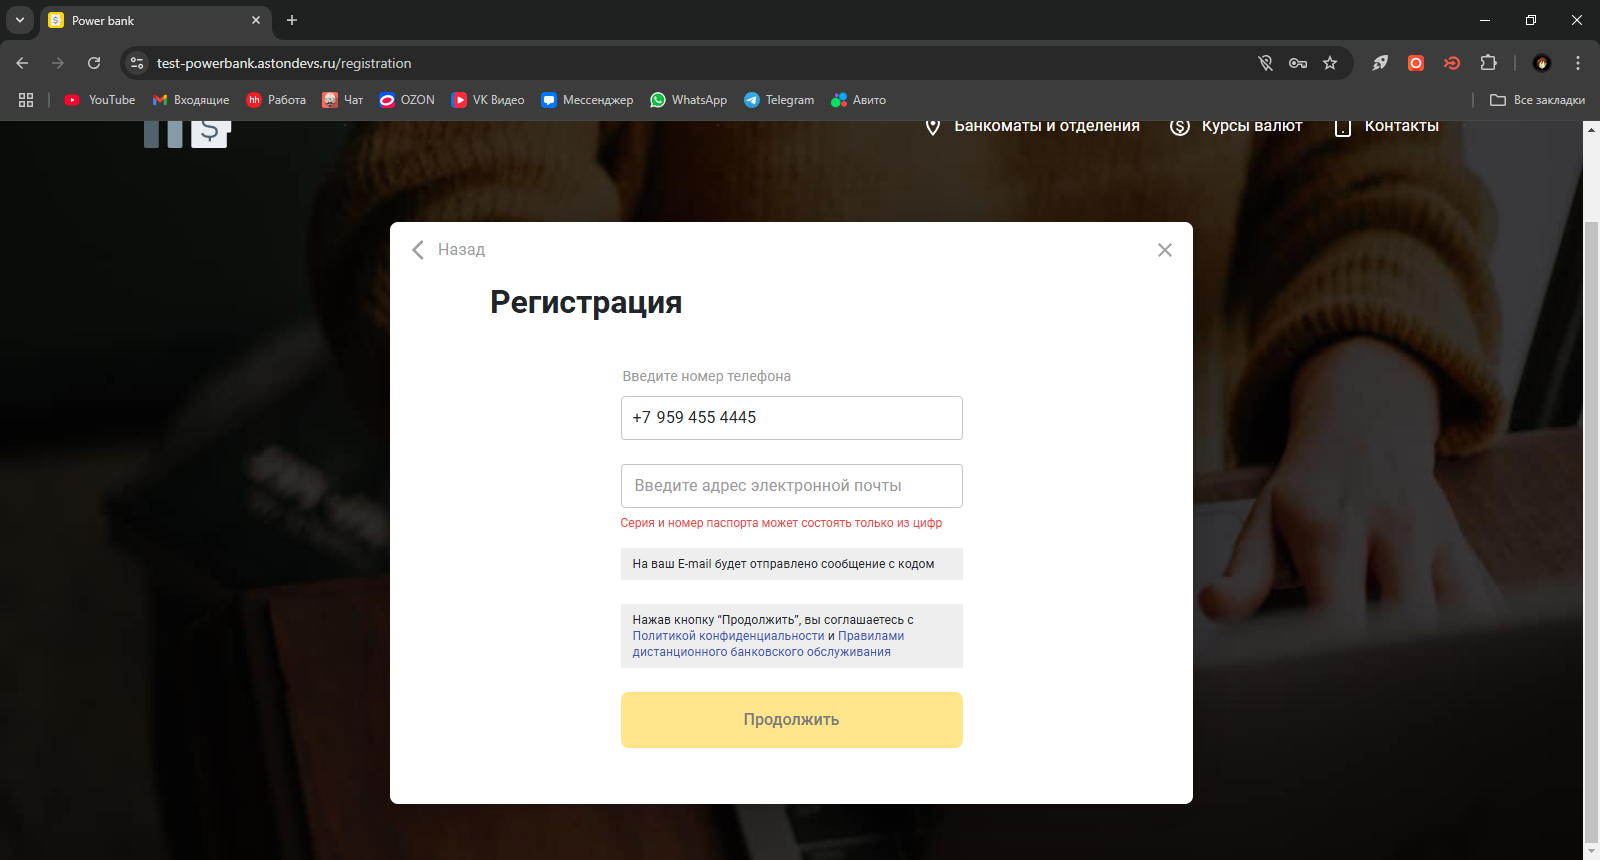 Power bank
test-powerbank.astondevs.ru/registration
YouTube
Входящие
hh Работа
Чат
OZON
VK Видео
Мессенджер
WhatsApp
Telegram
Авито
Все закладки
$
Банкоматы и отделения
Курсы валют
Контакты
Назад
Регистрация
Введите номер телефона
+7 959 455 4445
Введите адрес электронной почты
Серия и номер паспорта может состоять только из цифр
На ваш E-mail будет отправлено сообщение с кодом
Нажав кнопку “Продолжить”, вы соглашаетесь с
Политикой конфиденциальности и Правилами
дистанционного банковского обслуживания
Продолжить